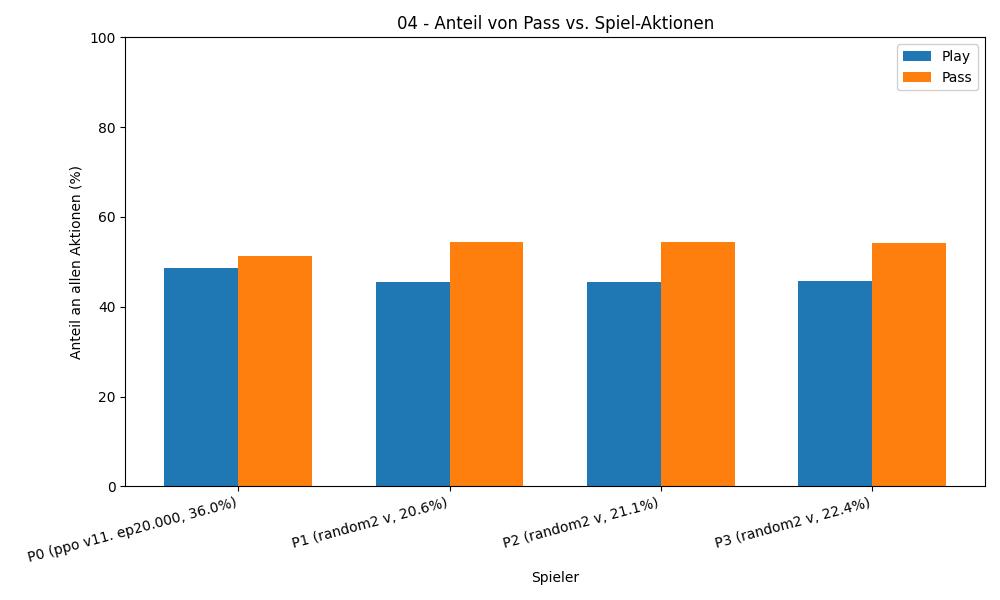 04 - Anteil von Pass vs. Spiel-Aktionen
Play
Pass
Anteil an allen Aktionen (%)
100
80
60
40
20
0
P0 (ppo v11. ep20.000, 36.0%)
P1 (random2 v, 20.6%)
P2 (random2 v, 21.1%)
P3 (random2 v, 22.4%)
Spieler